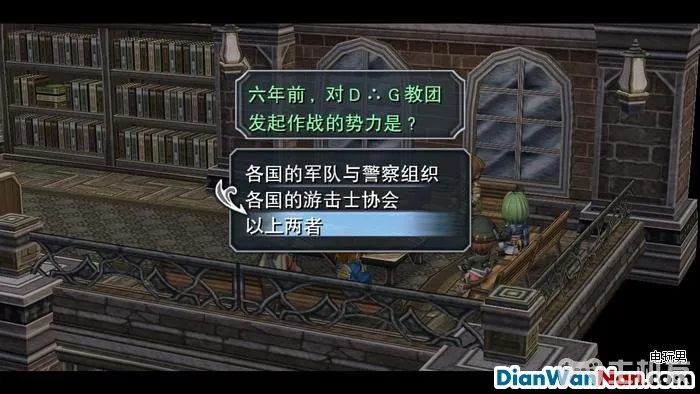 六年前，对D∴G教团
发起作战的势力是？
各国的军队与警察组织
各国的游击士协会
以上两者
电玩男
DianWanNan.com